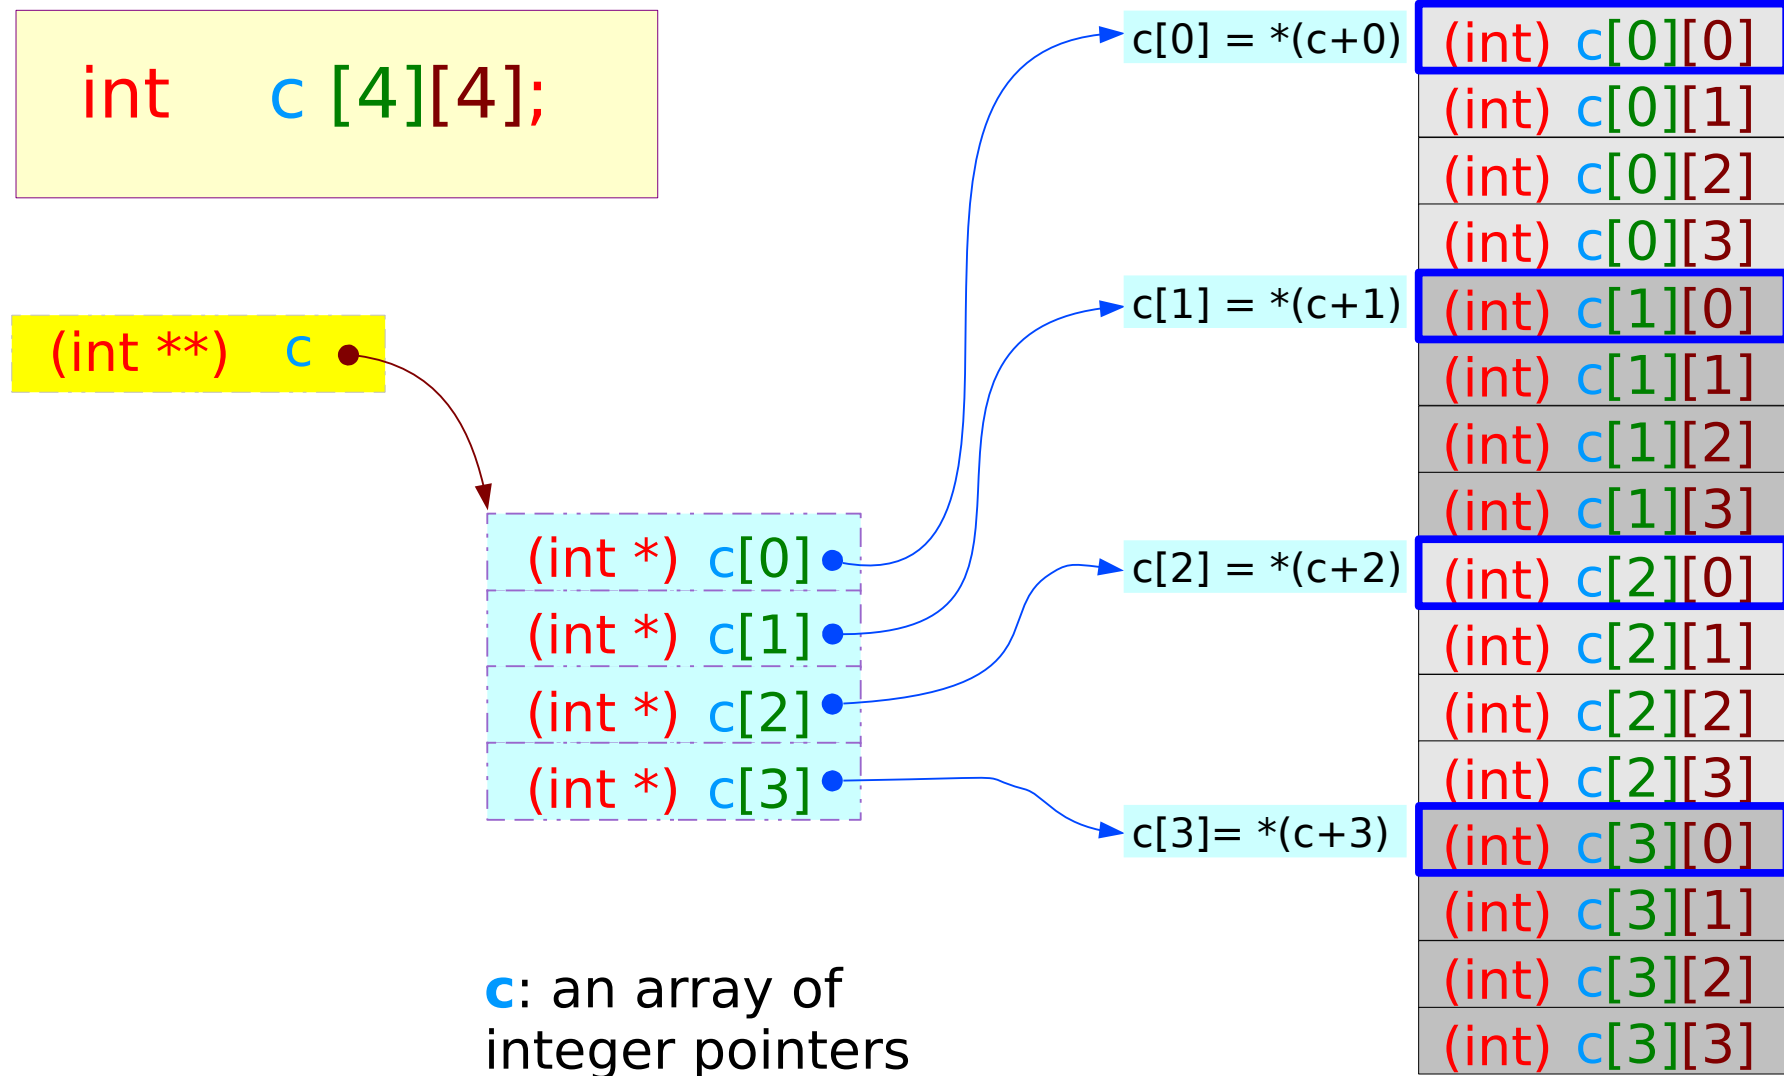 int c [4][4];
(int **) c
(int *) c[0]
(int *) c[1]
(int *) c[2]
(int *) c[3]
c: an array of
integer pointers
c[0] = *(c+0)
c[1] = *(c+1)
c[2] = *(c+2)
c[3]= *(c+3)
(int) c[0][0]
(int) c[0][1]
(int) c[0][2]
(int) c[0][3]
(int) c[1][0]
(int) c[1][1]
(int) c[1][2]
(int) c[1][3]
(int) c[2][0]
(int) c[2][1]
(int) c[2][2]
(int) c[2][3]
(int) c[3][0]
(int) c[3][1]
(int) c[3][2]
(int) c[3][3]